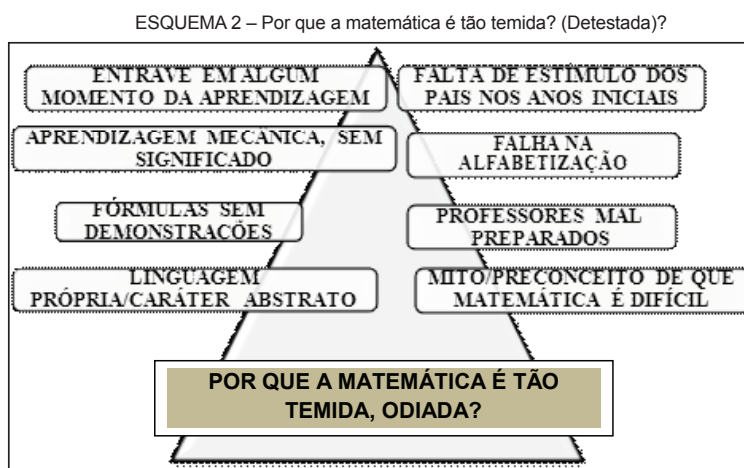 ESQUEMA 2 – Por que a matemática é tão temida? (Detestada)?
ENTRAVE EM ALGUM
MOMENTO DA APRENDIZAGEM
FALTA DE ESTÍMULO DOS
PAIS NOS ANOS INICIAIS
APRENDIZAGEM MECÂNICA, SEM
SIGNIFICADO
FALHA NA
ALFABETIZAÇÃO
FÓRMULAS SEM
DEMONSTRAÇÕES
PROFESSORES MAL
PREPARADOS
LINGUAGEM
PRÓPRIA/CARÁTER ABSTRATO
MITO/PRECONCEITO DE QUE
MATEMÁTICA É DIFÍCIL
POR QUE A MATEMÁTICA É TÃO
TEMIDA, ODIADA?